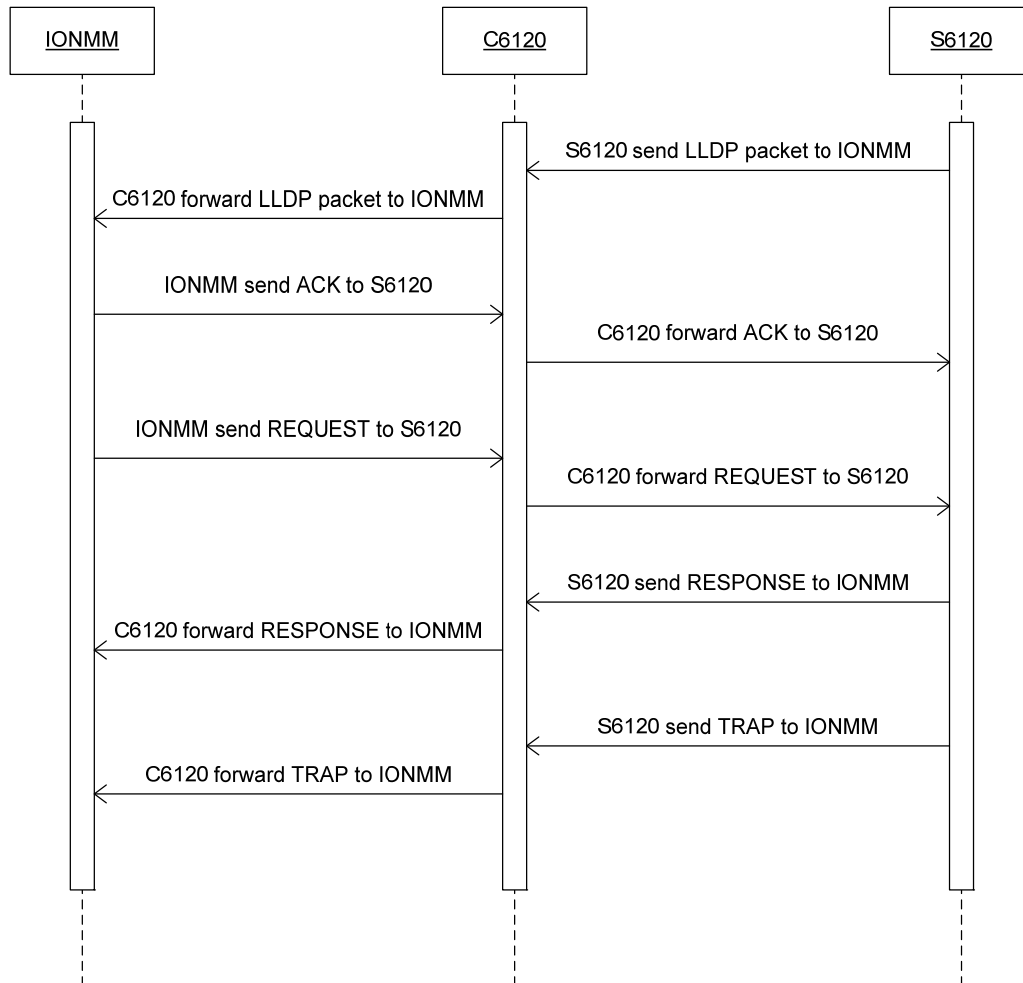 IONMM
C6120
S6120
S6120 send LLDP packet to IONMM
C6120 forward LLDP packet to IONMM
IONMM send ACK to S6120
C6120 forward ACK to S6120
IONMM send REQUEST to S6120
C6120 forward REQUEST to S6120
S6120 send RESPONSE to IONMM
C6120 forward RESPONSE to IONMM
S6120 send TRAP to IONMM
C6120 forward TRAP to IONMM